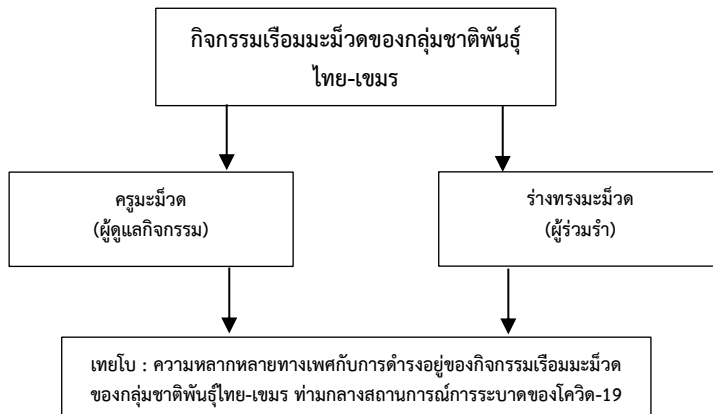 กิจกรรมเรือมมะม็วดของกลุ่มชาติพันธุ์
ไทย-เขมร
ครูมะม็วด
(ผู้ดูแลกิจกรรม)
ร่างทรงมะม็วด
(ผู้ร่วมรำ)
เทยโบ : ความหลากหลายทางเพศกับการดำรงอยู่ของกิจกรรมเรือมมะม็วด
ของกลุ่มชาติพันธุ์ไทย-เขมร ท่ามกลางสถานการณ์การระบาดของโควิด-19